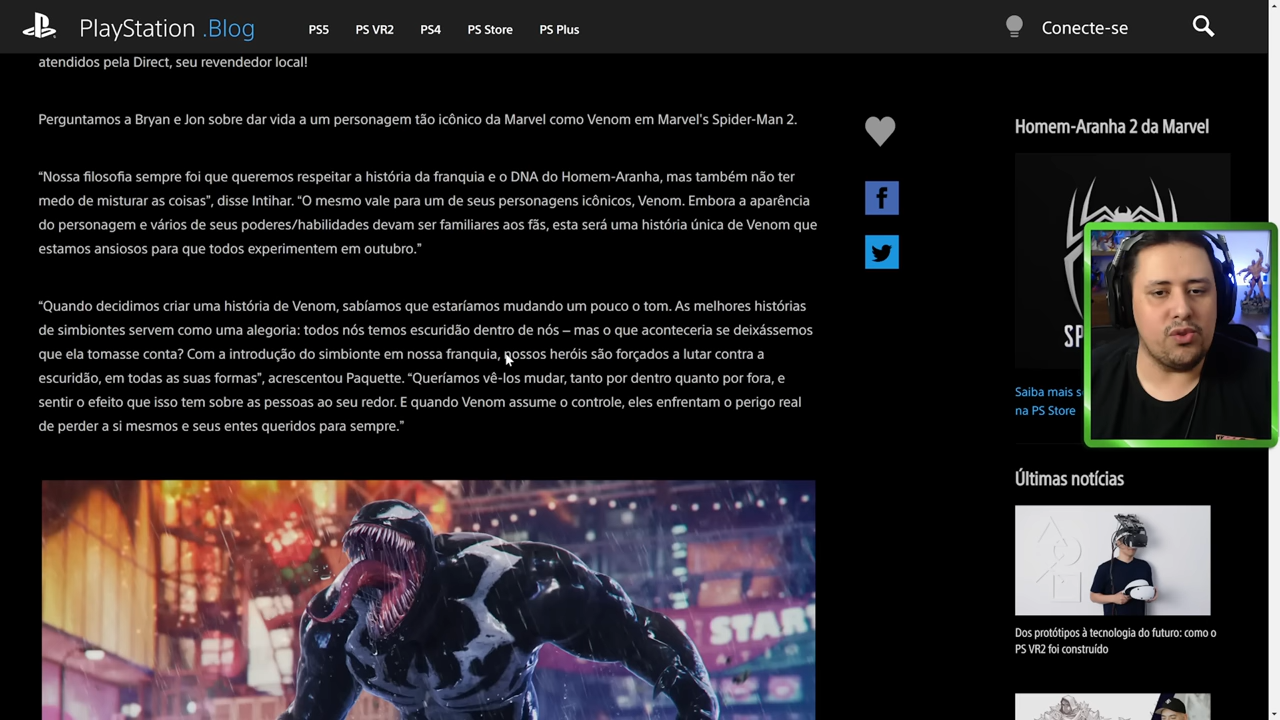 PlayStation .Blog
PS5
PS VR2
PS4
PS Store
PS Plus
Conecte-se
atendidos pela Direct, seu revendedor local!
Perguntamos a Bryan e Jon sobre dar vida a um personagem tão icônico da Marvel como Venom em Marvel's Spider-Man 2.
“Nossa filosofia sempre foi que queremos respeitar a história da franquia e o DNA do Homem-Aranha, mas também não ter
medo de misturar as coisas”, disse Intihar. “O mesmo vale para um de seus personagens icônicos, Venom. Embora a aparência
do personagem e vários de seus poderes/habilidades devam ser familiares aos fãs, esta será uma história única de Venom que
estamos ansiosos para que todos experimentem em outubro.”
“Quando decidimos criar uma história de Venom, sabíamos que estaríamos mudando um pouco o tom. As melhores histórias
de simbiontes servem como uma alegoria: todos nós temos escuridão dentro de nós – mas o que aconteceria se deixássemos
que ela tomasse conta? Com a introdução do simbionte em nossa franquia, nossos heróis são forçados a lutar contra a
escuridão, em todas as suas formas”, acrescentou Paquette. “Queríamos vê-los mudar, tanto por dentro quanto por fora, e
sentir o efeito que isso tem sobre as pessoas ao seu redor. E quando Venom assume o controle, eles enfrentam o perigo real
de perder a si mesmos e seus entes queridos para sempre.”
START
Homem-Aranha 2 da Marvel
SP
Saiba mais s
na PS Store
Últimas notícias
Dos protótipos à tecnologia do futuro: como o
PS VR2 foi construído